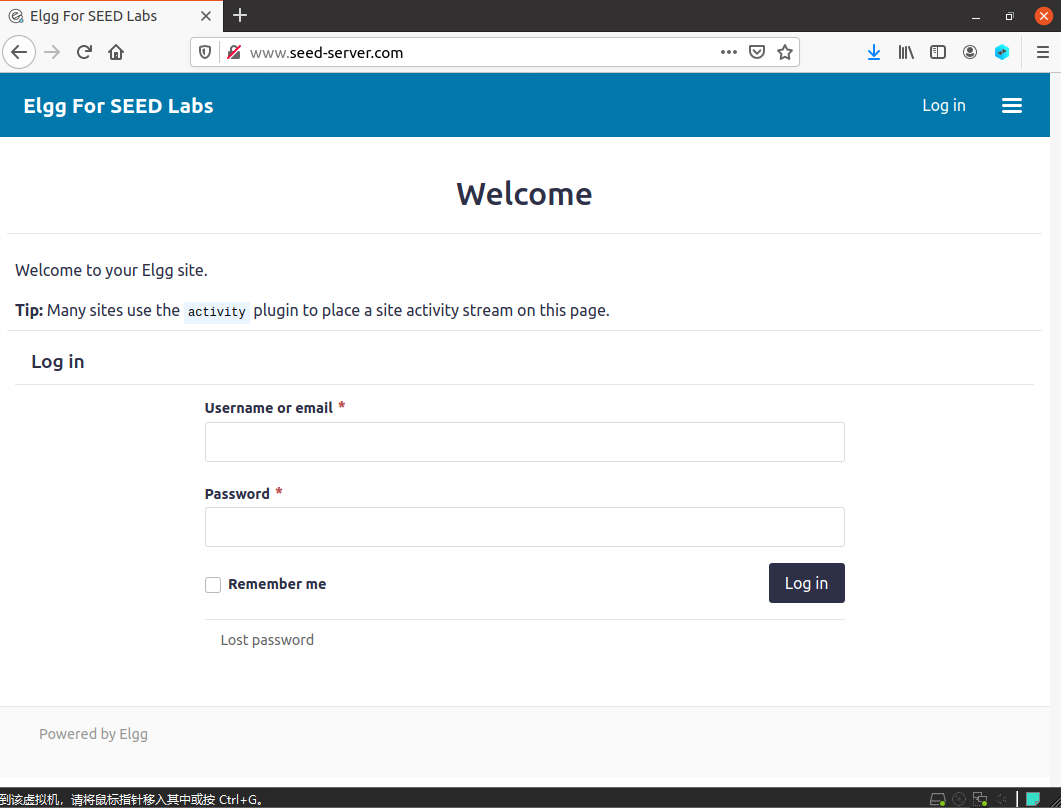 Elgg For SEED Labs
www.seed-server.com
Elgg For SEED Labs
Log in
Welcome
Welcome to your Elgg site.
Tip: Many sites use the activity plugin to place a site activity stream on this page.
Log in
Username or email *
Password *
Remember me
Log in
Lost password
Powered by Elgg
到该虚拟机，请将鼠标指针移入其中或按 Ctrl+G。